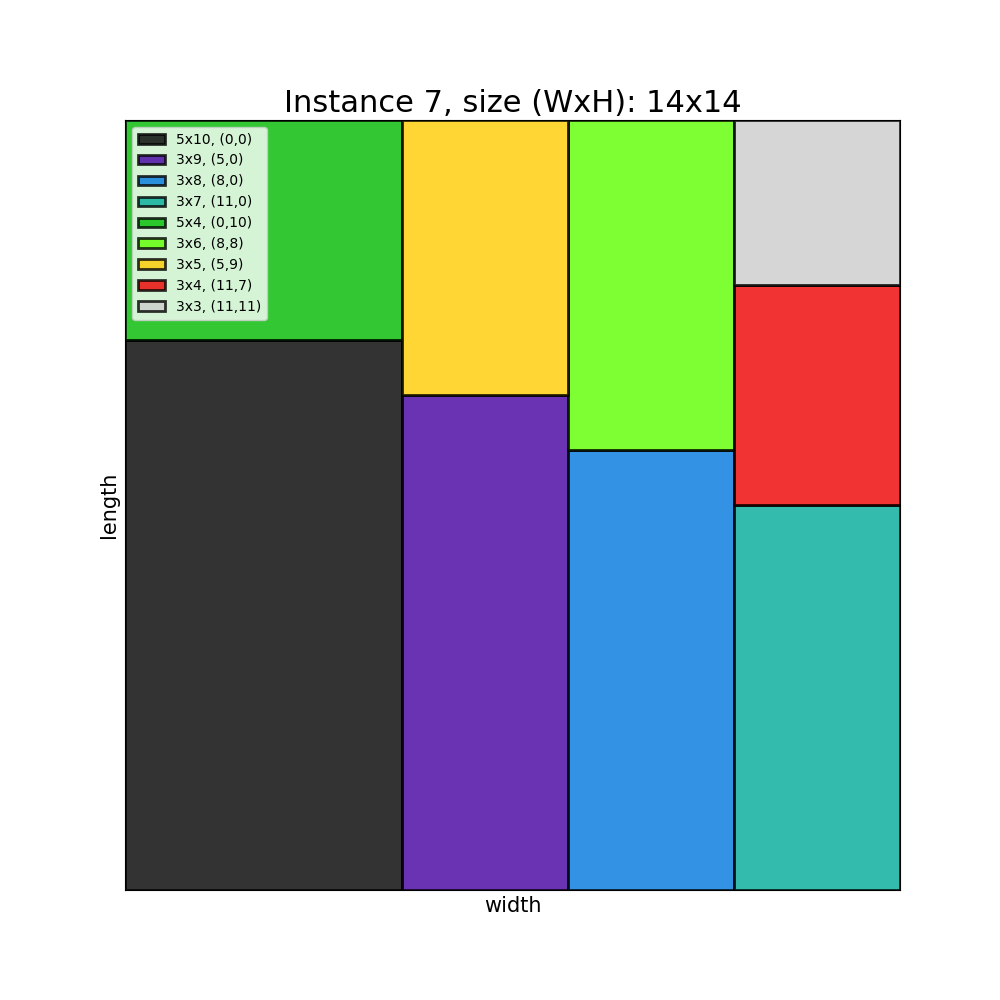 Instance 7, size (WxH): 14x14
5x10, (0,0)
3x9, (5,0)
3x8, (8,0)
3x7, (11,0)
5x4, (0,10)
3x6, (8,8)
3x5, (5,9)
3x4, (11,7)
3x3, (11,11)
length
width